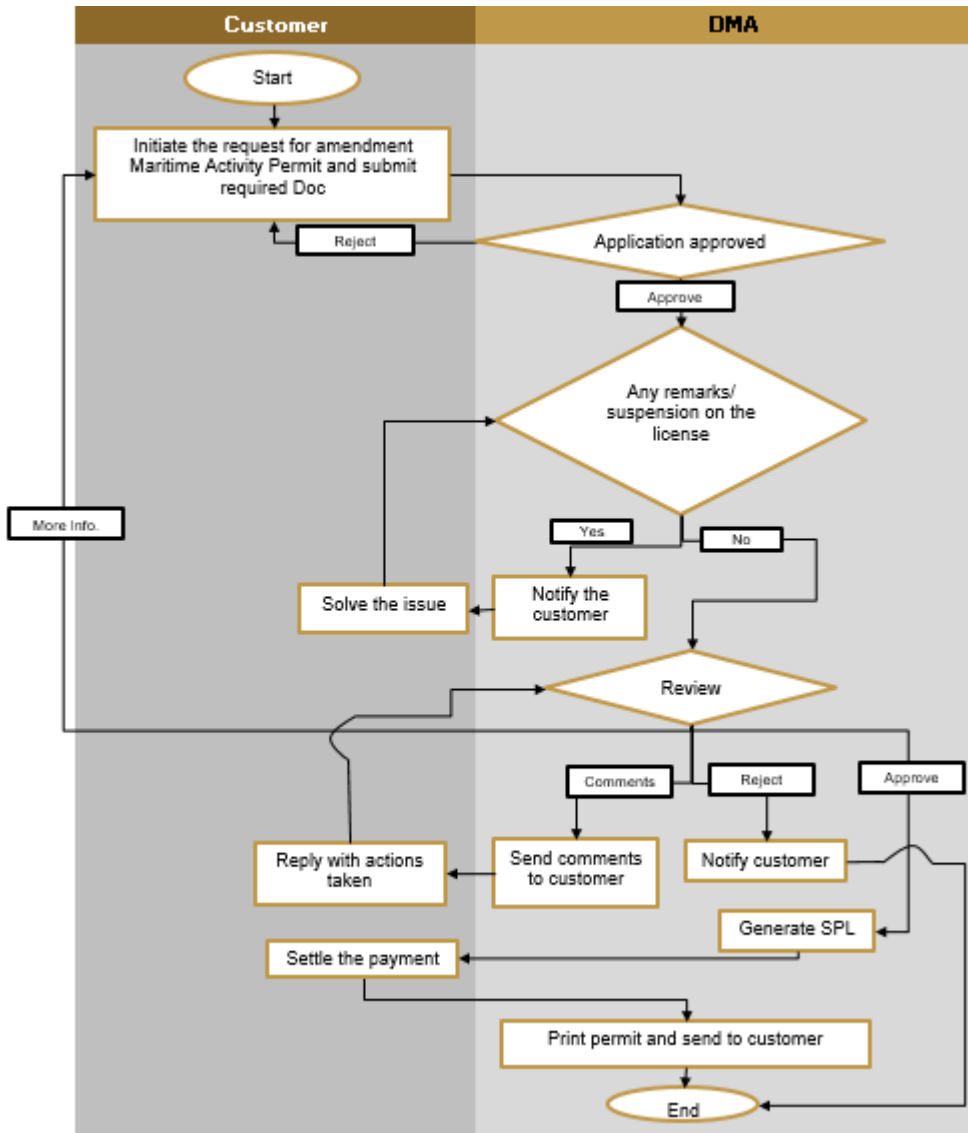 Customer
DMA
Start
Initiate the request for amendment
Maritime Activity Permit and submit
required Doc
Reject
Application approved
Approve
Any remarks/
suspension on the
license
More Info.
Yes
No
Solve the issue
Notify the
customer
Review
Comments
Reject
Approve
Reply with actions
taken
Send comments
to customer
Notify customer
Generate SPL
Settle the payment
Print permit and send to customer
End